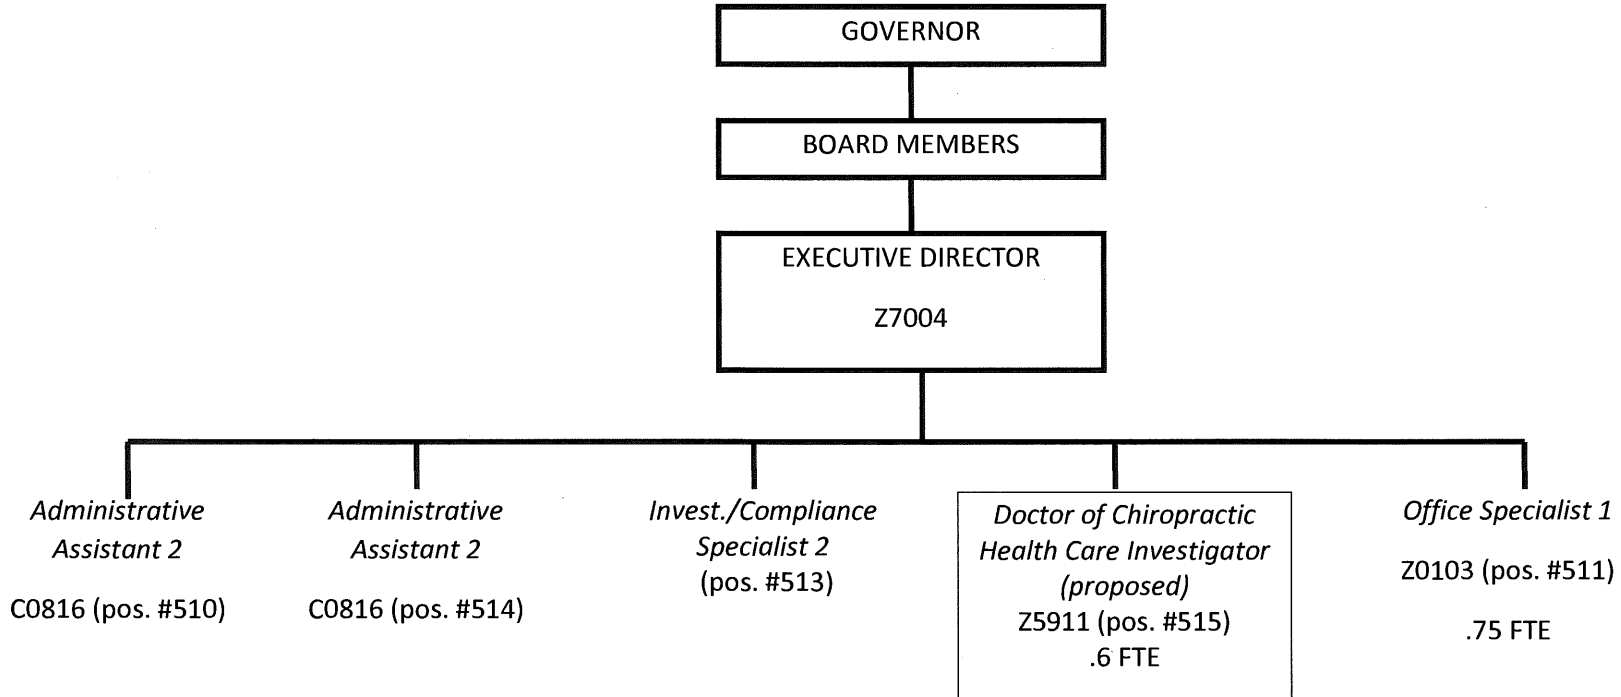 GOVERNOR
BOARD MEMBERS
EXECUTIVE DIRECTOR
Z7004
Administrative
Assistant 2
C0816 (pos. #510)
Administrative
Assistant 2
C0816 (pos. #514)
Invest./Compliance
Specialist 2
(pos. #513)
Doctor of Chiropractic
Health Care Investigator
(proposed)
Z5911 (pos. #515)
.6 FTE
Office Specialist 1
Z0103 (pos. #511)
.75 FTE